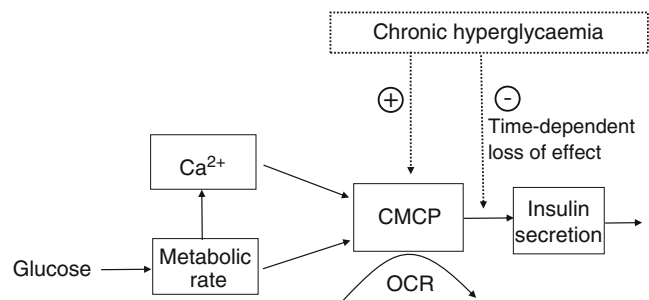 Chronic hyperglycaemia
+
-
Time-dependent
loss of effect
Ca²⁺
CMCP
Insulin
secretion
Glucose
Metabolic
rate
OCR